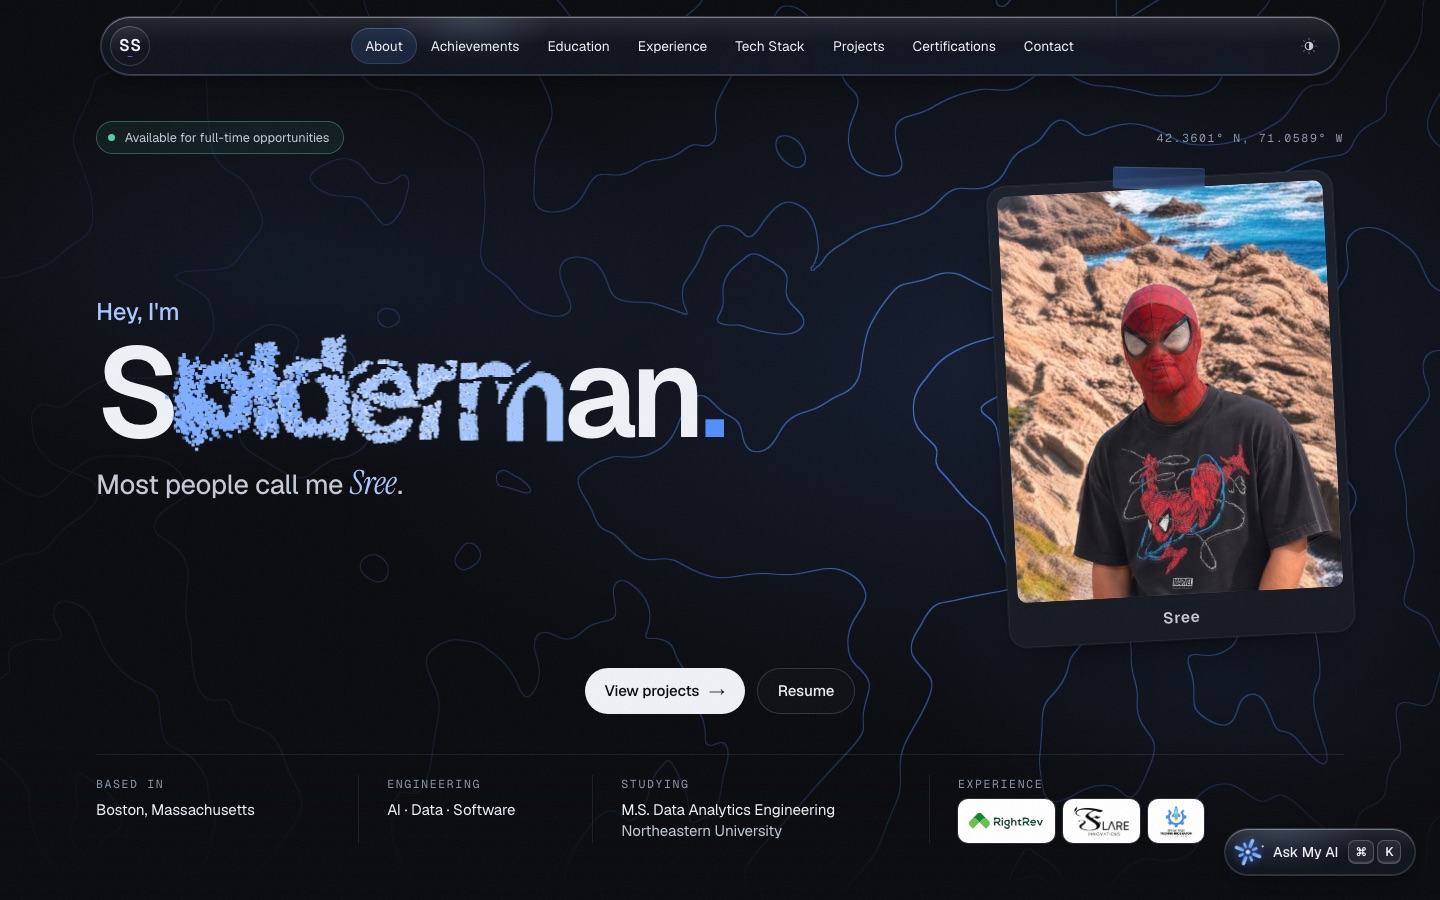 SS
About Achievements Education Experience Tech Stack Projects Certifications Contact
Available for full-time opportunities
42.3601° N, 71.0589° W
Hey, I'm
Spiderman.
Most people call me Sree.
MARVEL
Sree
View projects →
Resume
BASED IN
Boston, Massachusetts
ENGINEERING
AI · Data · Software
STUDYING
M.S. Data Analytics Engineering
Northeastern University
EXPERIENCE
RightRev
SLARE
INNOVATIONS
Ask My AI ⌘ K